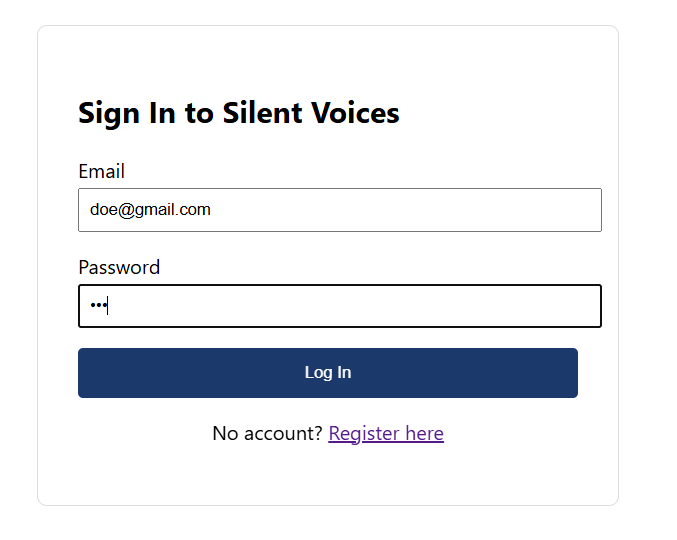 Sign In to Silent Voices
Email
doe@gmail.com
Password
•••
Log In
No account? Register here